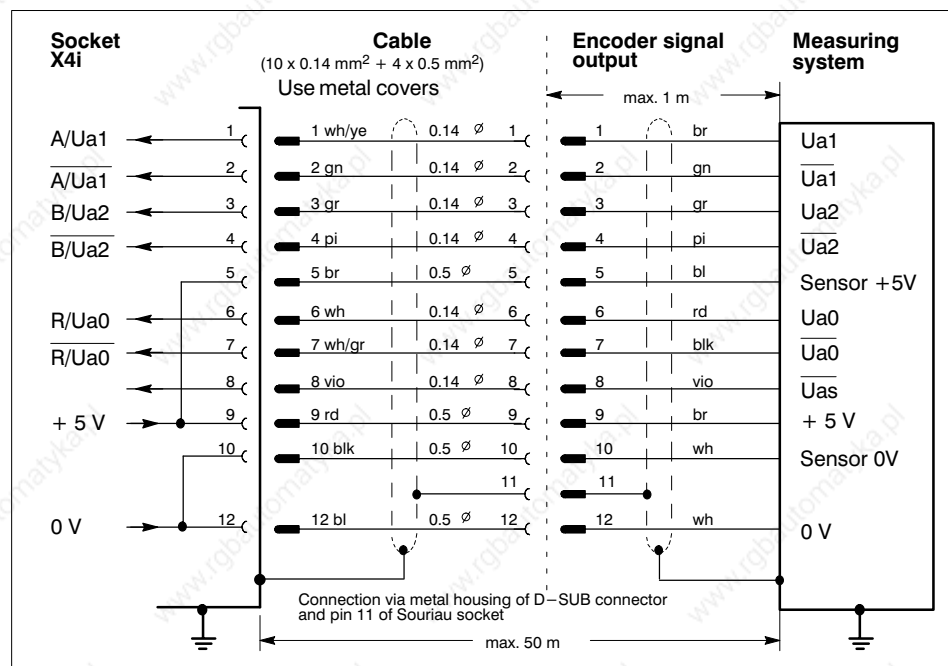 Socket X4i
Cable
(10 x 0.14 mm² + 4 x 0.5 mm²)
Use metal covers
Encoder signal output
Measuring system
max. 1 m
A/Ua1 1 1 wh/ye 0.14 ⌀ 1 1 br Ua1
A/Ua1 2 2 gn 0.14 ⌀ 2 2 gn Ua1
B/Ua2 3 3 gr 0.14 ⌀ 3 3 gr Ua2
B/Ua2 4 4 pi 0.14 ⌀ 4 4 pi Ua2
5 5 br 0.5 ⌀ 5 5 bl Sensor +5V
R/Ua0 6 6 wh 0.14 ⌀ 6 6 rd Ua0
R/Ua0 7 7 wh/gr 0.14 ⌀ 7 7 blk Ua0
8 8 vio 0.14 ⌀ 8 8 vio Uas
+ 5 V 9 9 rd 0.5 ⌀ 9 9 br + 5 V
10 10 blk 0.5 ⌀ 10 10 wh Sensor 0V
11 11
0 V 12 12 bl 0.5 ⌀ 12 12 wh 0 V
Connection via metal housing of D−SUB connector
and pin 11 of Souriau socket
max. 50 m
www.rgbautomatyka.pl